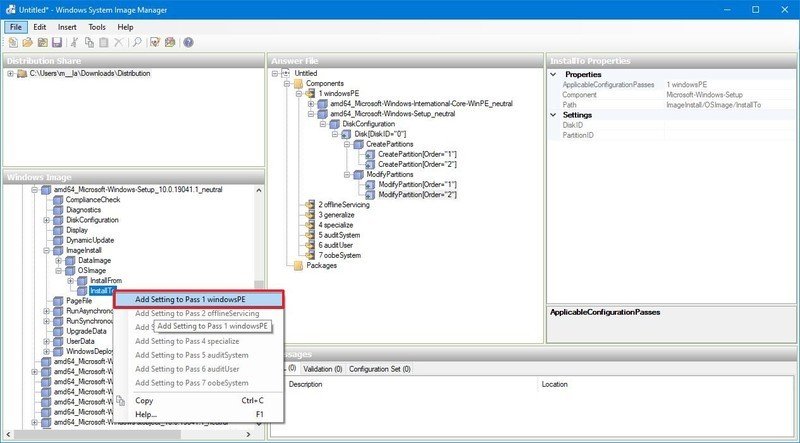 Untitled* - Windows System Image Manager
File Edit Insert Tools Help
Distribution Share
C:\Users\m__la\Downloads\Distribution
Windows Image
amd64_Microsoft-Windows-Setup_10.0.19041.1_neutral
ComplianceCheck
Diagnostics
DiskConfiguration
Display
DynamicUpdate
ImageInstall
DataImage
OSImage
InstallFrom
InstallTo
PageFile
RunAsynchron
RunSynchronou
UpgradeData
UserData
WindowsDeploy
amd64_Microsoft-W
amd64_Microsoft-W
amd64_Microsoft-W
amd64_Microsoft-W
Add Setting to Pass 1 windowsPE
Add Setting to Pass 2 offlineServicing
Add S
Add Setting to Pass 1 windowsPE
Add Setting to Pass 4 specialize
Add Setting to Pass 5 auditSystem
Add Setting to Pass 6 auditUser
Add Setting to Pass 7 oobeSystem
Copy Ctrl+C
Help... F1
Answer File
Untitled
Components
1 windowsPE
amd64_Microsoft-Windows-International-Core-WinPE_neutral
amd64_Microsoft-Windows-Setup_neutral
DiskConfiguration
Disk[DiskID="0"]
CreatePartitions
CreatePartition[Order="1"]
CreatePartition[Order="2"]
ModifyPartitions
ModifyPartition[Order="1"]
ModifyPartition[Order="2"]
2 offlineServicing
3 generalize
4 specialize
5 auditSystem
6 auditUser
7 oobeSystem
Packages
InstallTo Properties
Properties
ApplicableConfigurationPasses 1 windowsPE
Component Microsoft-Windows-Setup
Path ImageInstall/OSImage/InstallTo
Settings
DiskID
PartitionID
ApplicableConfigurationPasses
essages
(0) Validation (0) Configuration Set (0)
Description Location